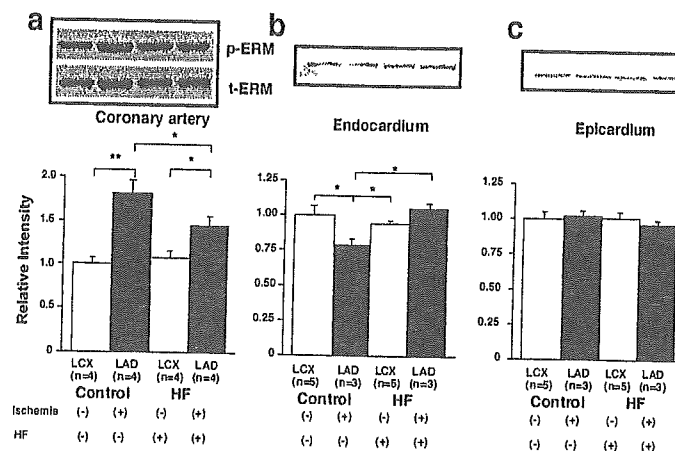 a
p-ERM
t-ERM
Coronary artery
**
*
*
Relative Intensity
2.0
1.5
1.0
0.5
0
LCX (n=4) LAD (n=4) LCX (n=4) LAD (n=4)
Control HF
Ischemia (-) (+) (-) (+)
HF (-) (-) (+) (+)
b
Endocardium
*
*
*
1.25
1.00
0.75
0.50
0.25
0
LCX (n=5) LAD (n=3) LCX (n=5) LAD (n=3)
Control HF
(-) (+) (-) (+)
(-) (-) (+) (+)
c
Epicardium
1.25
1.00
0.75
0.50
0.25
0
LCX (n=5) LAD (n=3) LCX (n=5) LAD (n=3)
Control HF
(-) (+) (-) (+)
(-) (-) (+) (+)